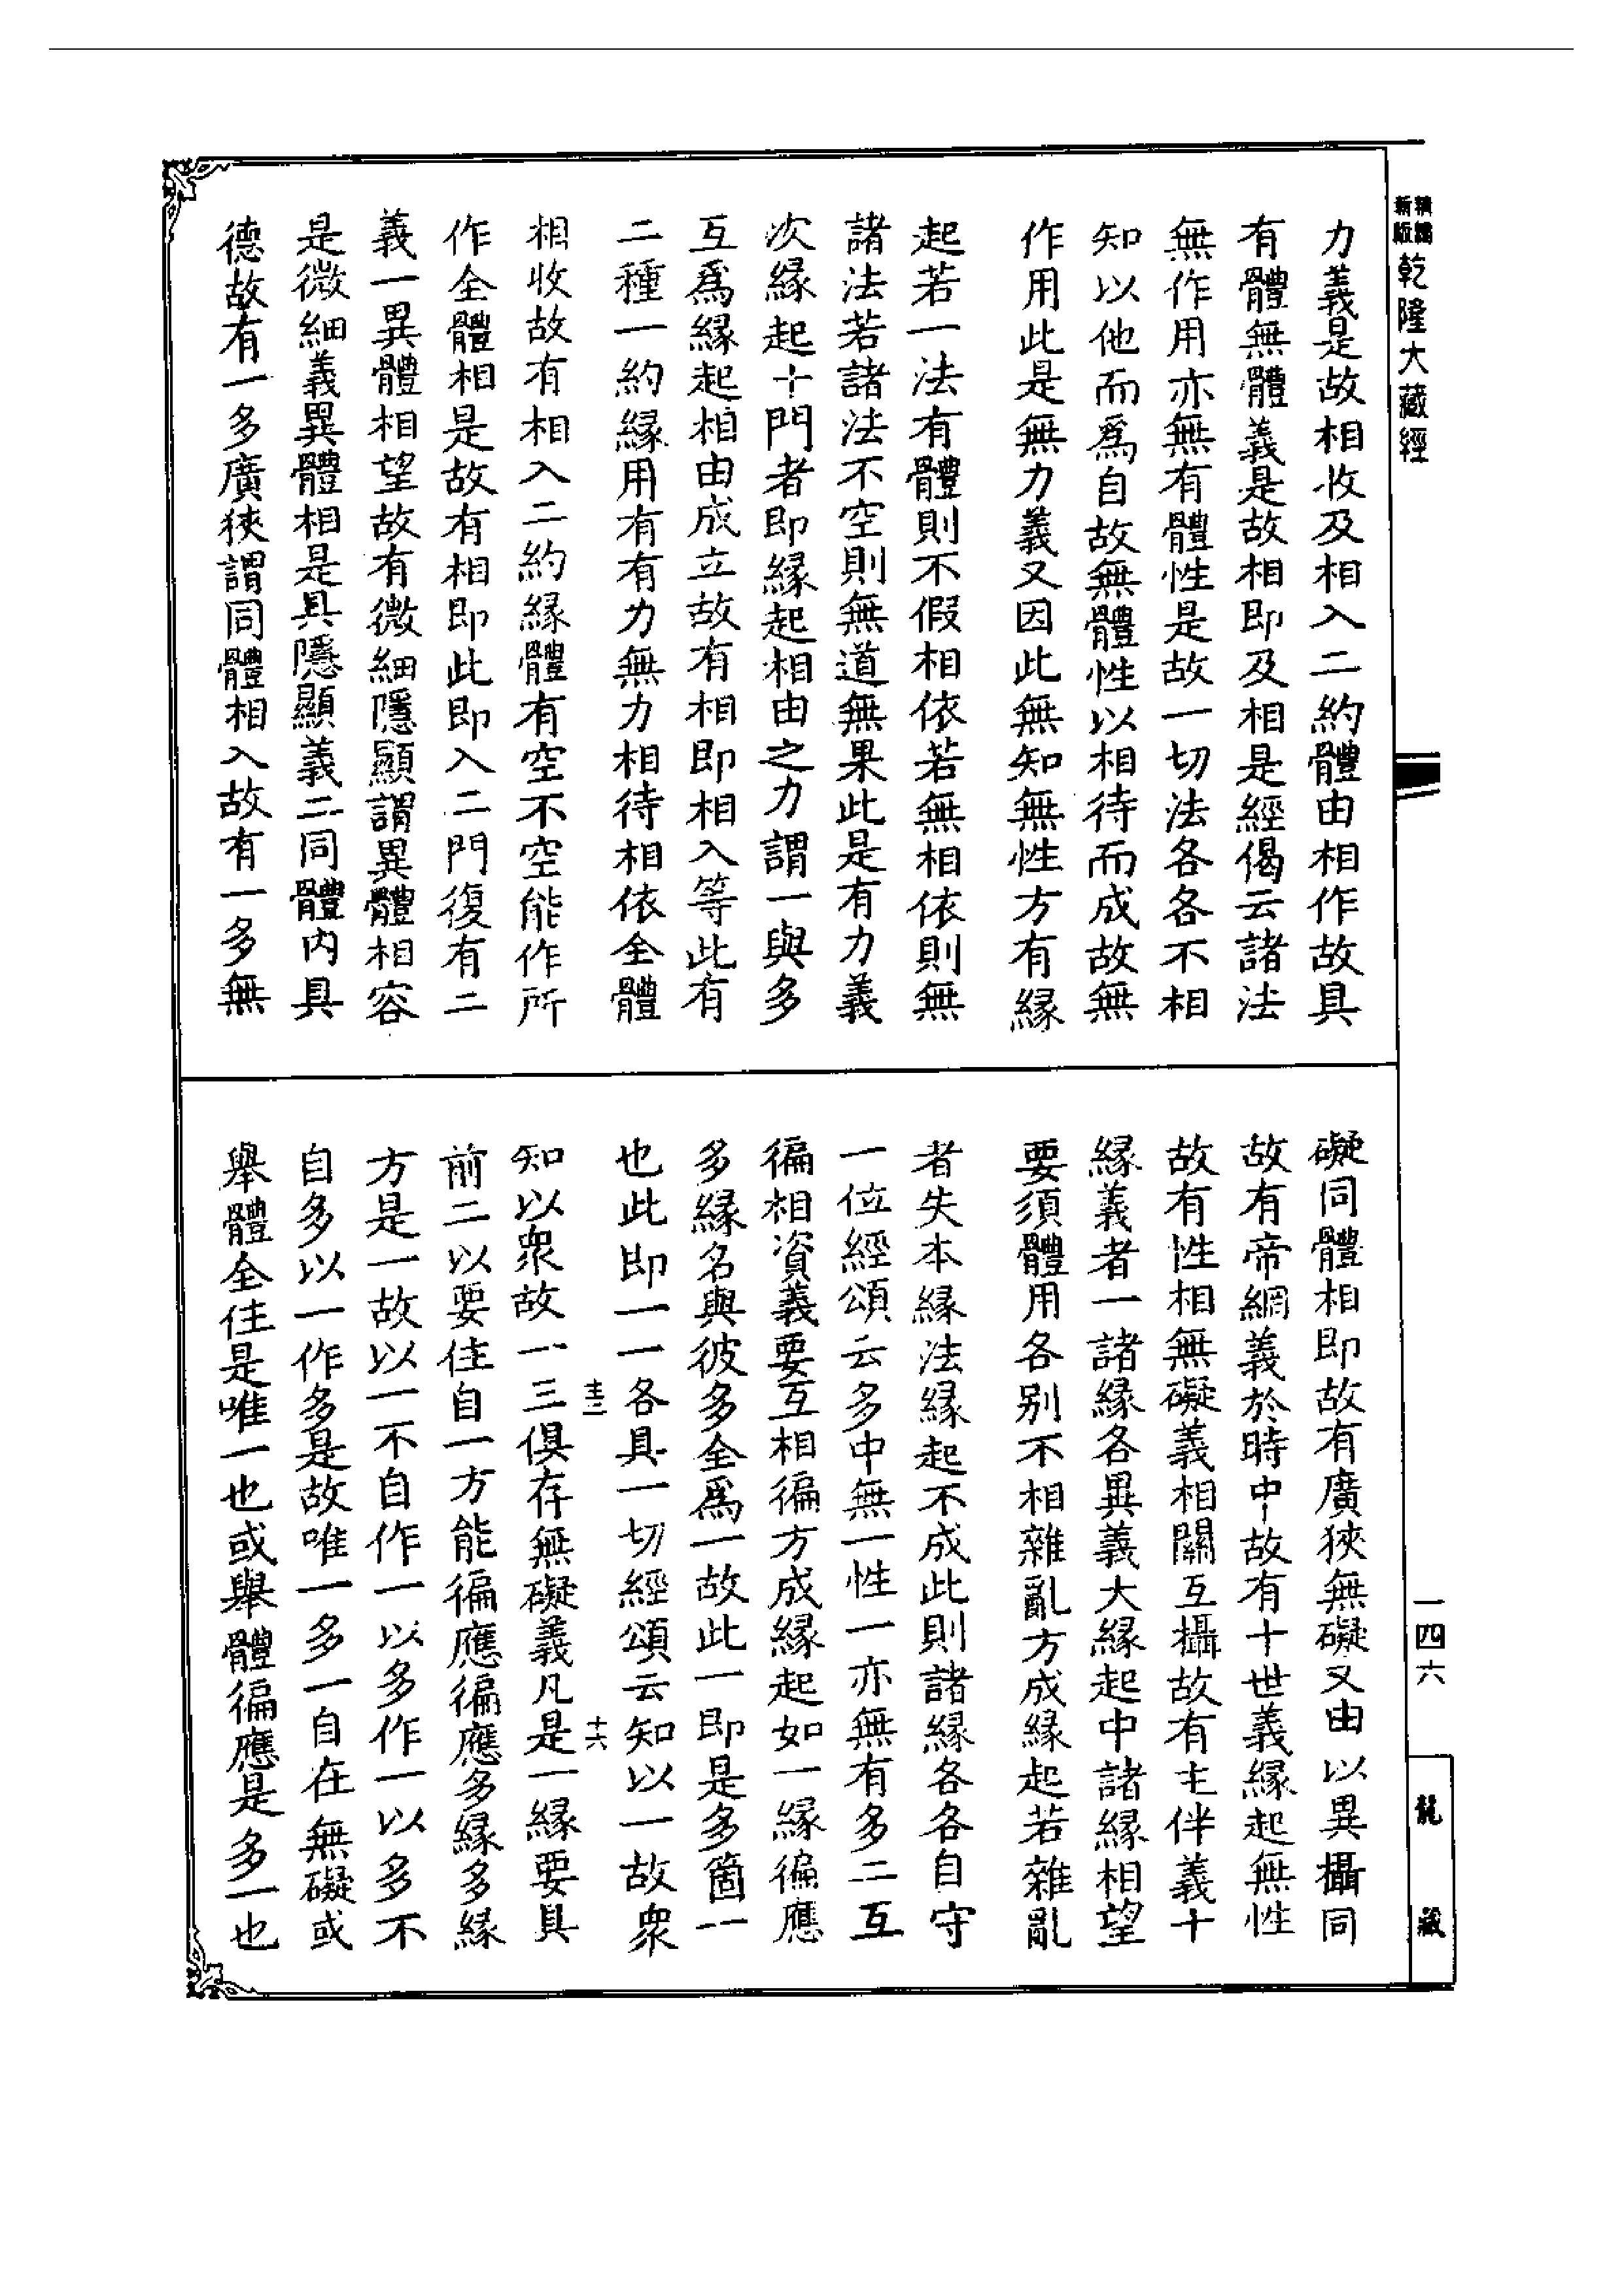 精編
新版
乾隆大藏經
力義是故相收及相入二約體由相作故具
有體無體義是故相即及相是經偈云諸法
無作用亦無有體性是故一切法各各不相
知以他而為自故無體性以相待而成故無
作用此是無力義又因此無知無性方有緣
起若一法有體則不假相依若無相依則無
諸法若諸法不空則無道無果此是有力義
次緣起十門者即緣起相由之力謂一與多
互為緣起相由成立故有相即相入等此有
二種一約緣用有有力無力相待相依全體
相收故有相入二約緣體有空不空能作所
作全體相是故有相即此即入二門復有二
義一異體相望故有微細隱顯謂異體相容
是微細義異體相是具隱顯義二同體內具
德故有一多廣狹謂同體相入故有一多無
礙同體相即故有廣狹無礙又由以異攝同
故有帝網義於時中故有十世義緣起無性
故有性相無礙義相關互攝故有主伴義十
緣義者一諸緣各異義大緣起中諸緣相望
要須體用各別不相雜亂方成緣起若雜亂
者失本緣法緣起不成此則諸緣各各自守
一位經頌云多中無一性一亦無有多二互
徧相資義要互相徧方成緣起如一緣徧應
多緣名與彼多全為一故此一即是多箇一
也此即一一各具一切經頌云知以一故衆
圭三
十六
知以衆故一三俱存無礙義凡是一緣要具
前二以要住自一方能徧應徧應多緣多緣
方是一故以一不自作一以多作一以多不
自多以一作多是故唯一多一自在無礙或
舉體全住是唯一也或舉體徧應是多一也
一四六
龍藏